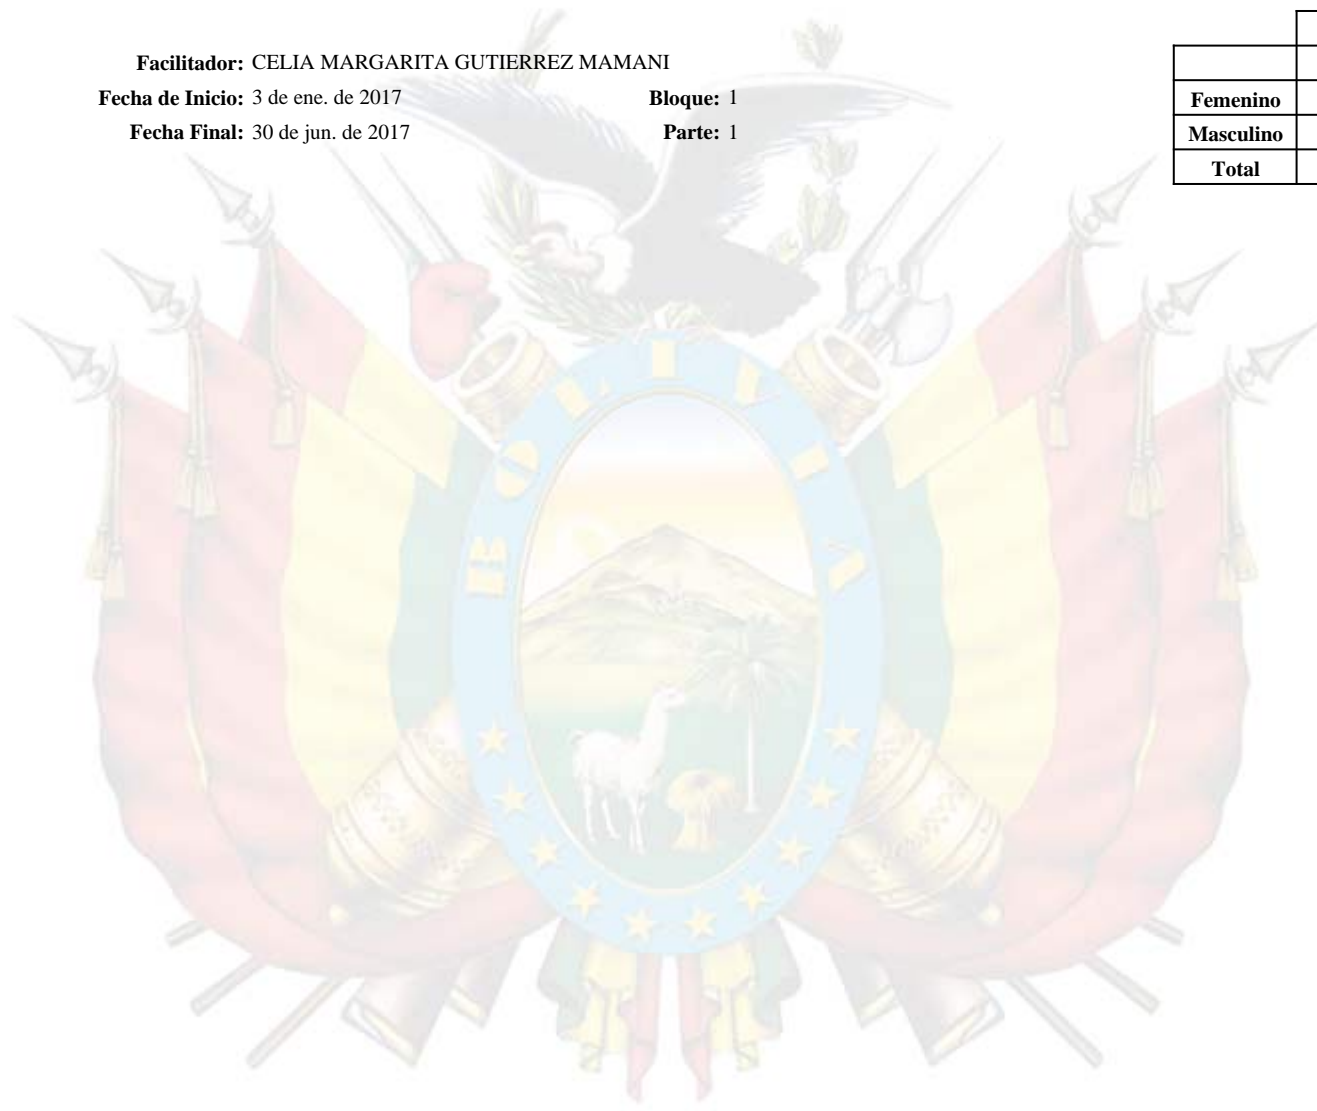 Facilitador: CELIA MARGARITA GUTIERREZ MAMANI
Fecha de Inicio: 3 de ene. de 2017 Bloque: 1
Fecha Final: 30 de jun. de 2017 Parte: 1
Femenino
Masculino
Total
BOLIVIA